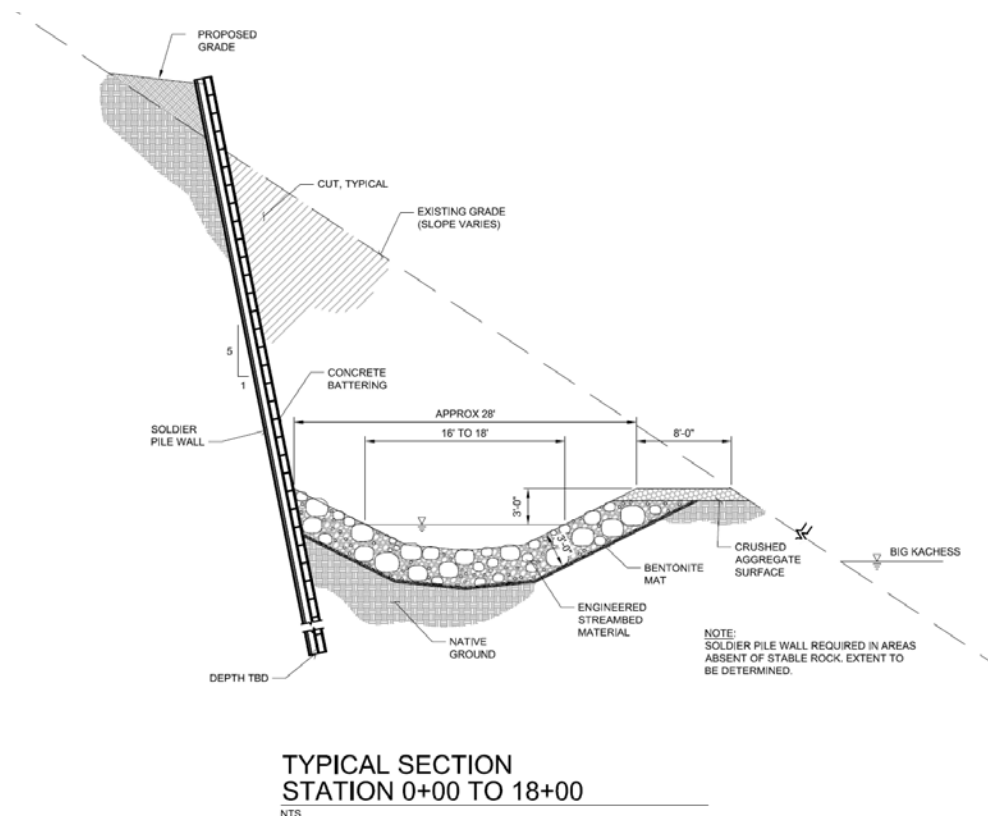 PROPOSED
GRADE
CUT, TYPICAL
EXISTING GRADE
(SLOPE VARIES)
5
1
CONCRETE
BATTERING
SOLDIER
PILE WALL
APPROX 28'
16' TO 18'
8'-0"
3'-0"
3'-0"
CRUSHED
AGGREGATE
SURFACE
BIG KACHESS
BENTONITE
MAT
ENGINEERED
STREAMBED
MATERIAL
NATIVE
GROUND
DEPTH TBD
NOTE:
SOLDIER PILE WALL REQUIRED IN AREAS
ABSENT OF STABLE ROCK. EXTENT TO
BE DETERMINED.
TYPICAL SECTION
STATION 0+00 TO 18+00
NTS